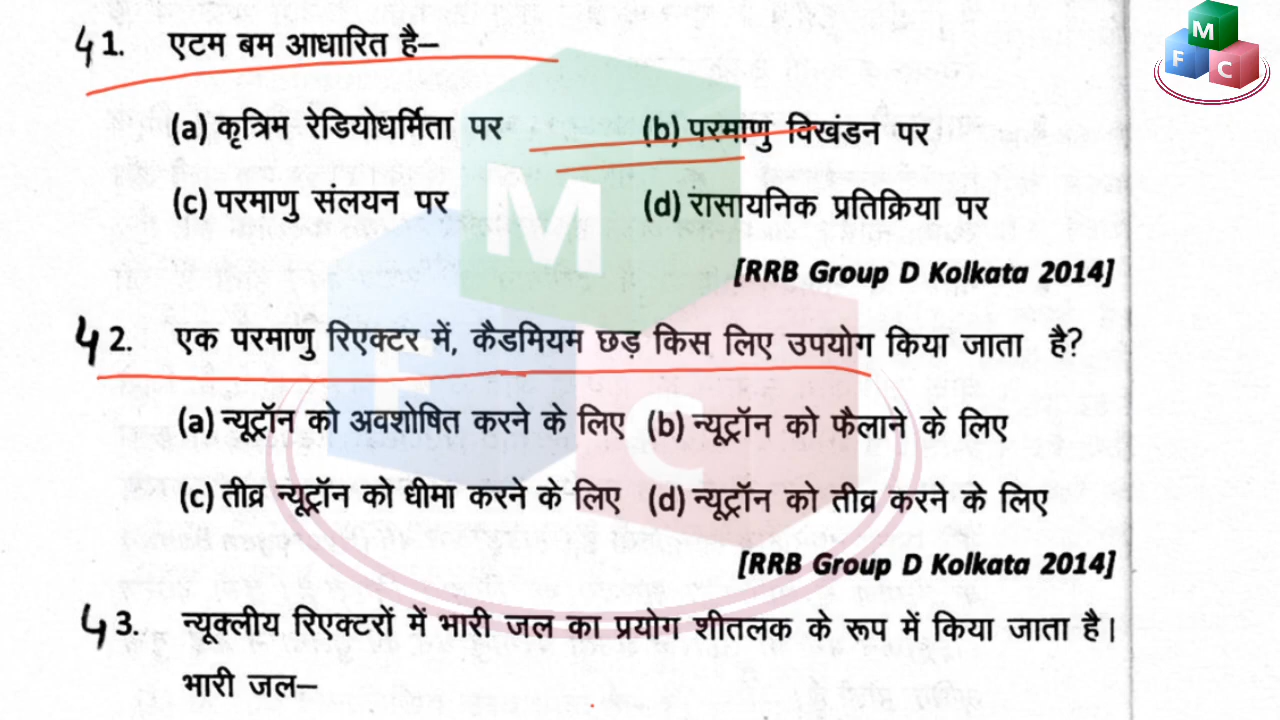 41. एटम बम आधारित है–
(a) कृत्रिम रेडियोधर्मिता पर (b) परमाणु विखंडन पर
(c) परमाणु संलयन पर (d) रासायनिक प्रतिक्रिया पर
[RRB Group D Kolkata 2014]
42. एक परमाणु रिएक्टर में, कैडमियम छड़ किस लिए उपयोग किया जाता है?
(a) न्यूट्रॉन को अवशोषित करने के लिए (b) न्यूट्रॉन को फैलाने के लिए
(c) तीव्र न्यूट्रॉन को धीमा करने के लिए (d) न्यूट्रॉन को तीव्र करने के लिए
[RRB Group D Kolkata 2014]
43. न्यूक्लीय रिएक्टरों में भारी जल का प्रयोग शीतलक के रूप में किया जाता है।
भारी जल–
M
F C
M
F C